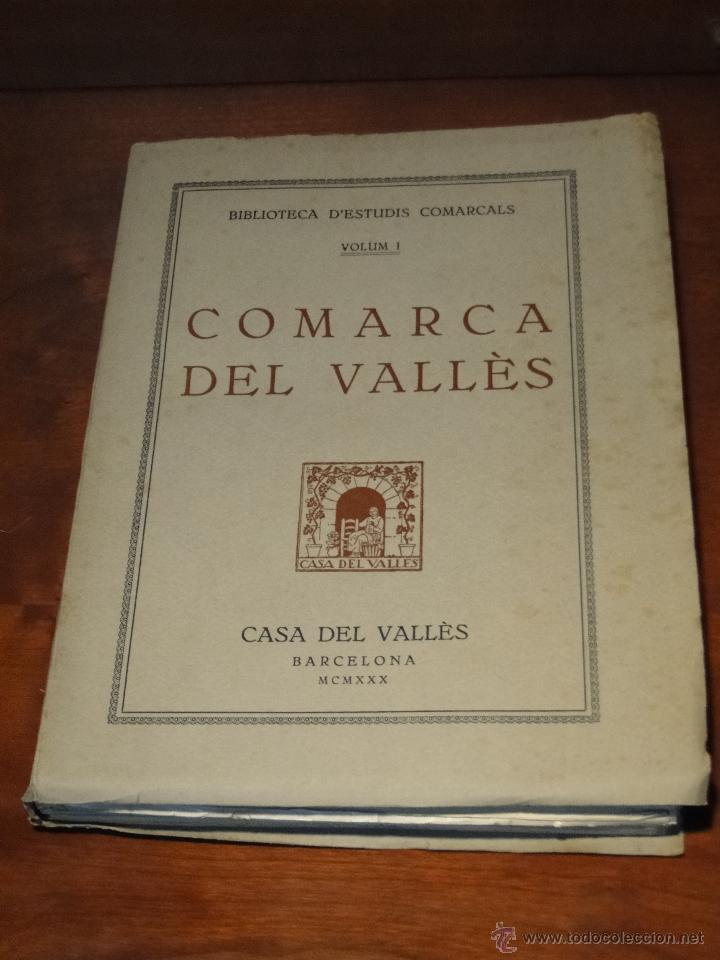 BIBLIOTECA D'ESTUDIS COMARCALS
VOLUM I
COMARCA
DEL VALLÈS
CASA DEL VALLES
CASA DEL VALLÈS
BARCELONA
MCMXXX
© www.todocoleccion.net